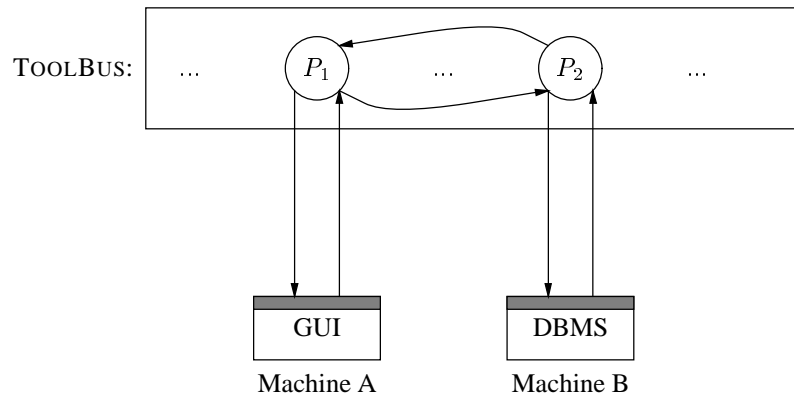 TOOLBUS: ... P1 ... P2 ...
GUI DBMS
Machine A Machine B